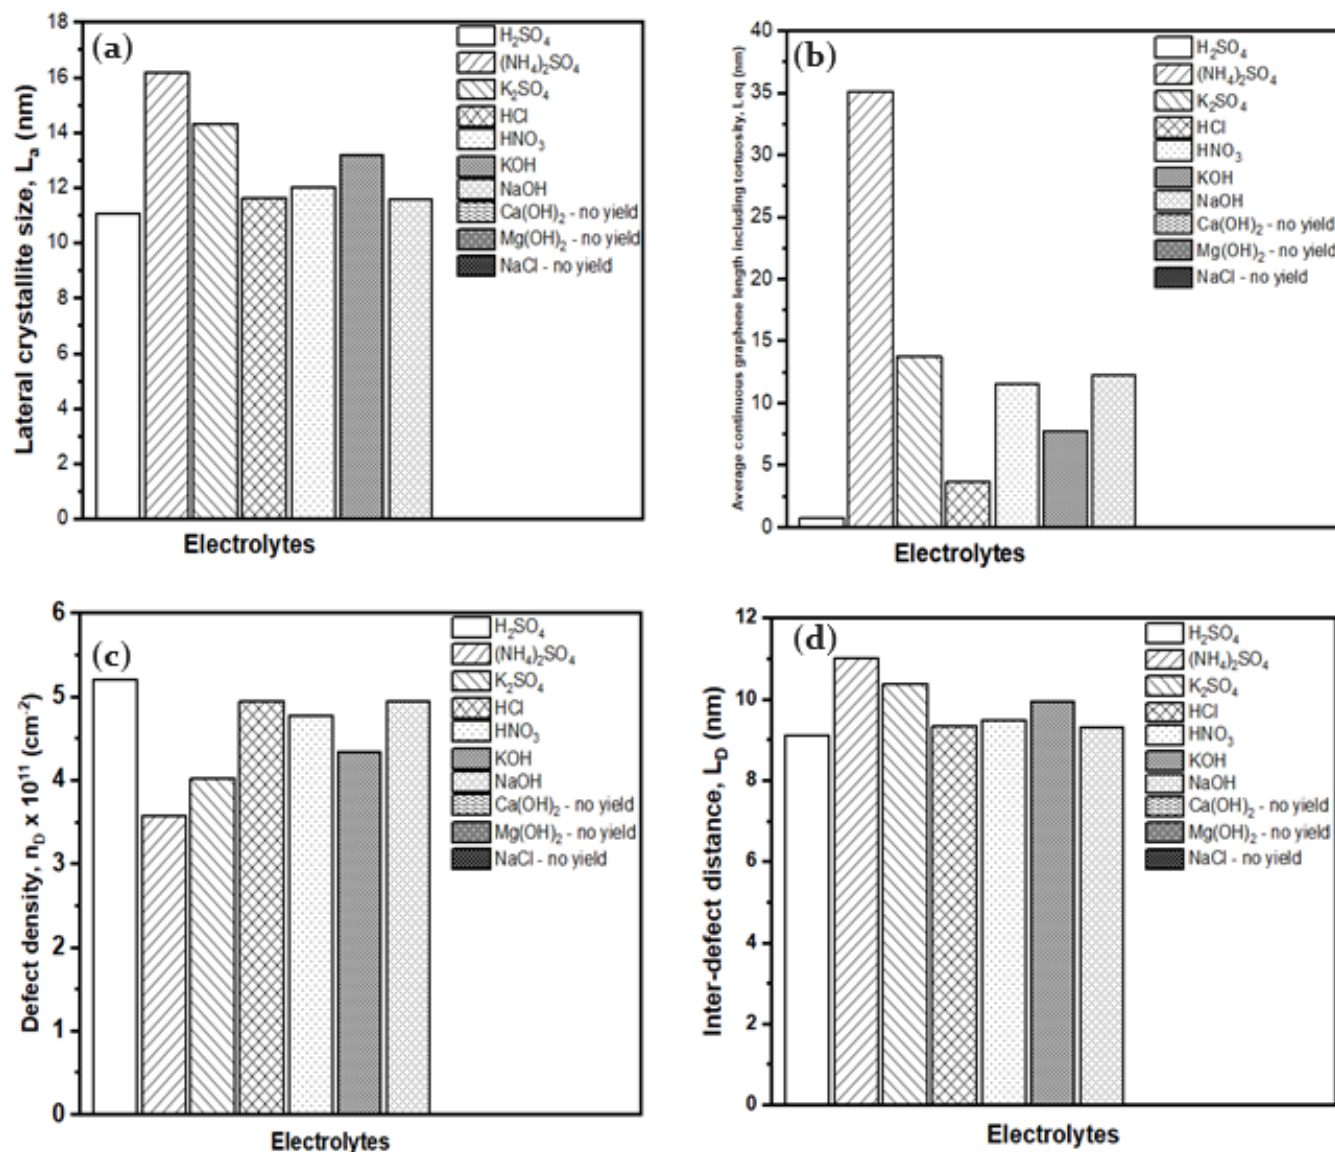 (a)
Lateral crystallite size, Lₐ (nm)
18
16
14
12
10
8
6
4
2
0
H₂SO₄
(NH₄)₂SO₄
K₂SO₄
HCl
HNO₃
KOH
NaOH
Ca(OH)₂ - no yield
Mg(OH)₂ - no yield
NaCl - no yield
Electrolytes
(b)
Average continuous graphene length including tortuosity, Leq (nm)
40
35
30
25
20
15
10
5
0
H₂SO₄
(NH₄)₂SO₄
K₂SO₄
HCl
HNO₃
KOH
NaOH
Ca(OH)₂ - no yield
Mg(OH)₂ - no yield
NaCl - no yield
Electrolytes
(c)
Defect density, n_D x 10¹¹ (cm⁻²)
6
5
4
3
2
1
0
H₂SO₄
(NH₄)₂SO₄
K₂SO₄
HCl
HNO₃
KOH
NaOH
Ca(OH)₂ - no yield
Mg(OH)₂ - no yield
NaCl - no yield
Electrolytes
(d)
Inter-defect distance, L_D (nm)
12
10
8
6
4
2
0
H₂SO₄
(NH₄)₂SO₄
K₂SO₄
HCl
HNO₃
KOH
NaOH
Ca(OH)₂ - no yield
Mg(OH)₂ - no yield
NaCl - no yield
Electrolytes